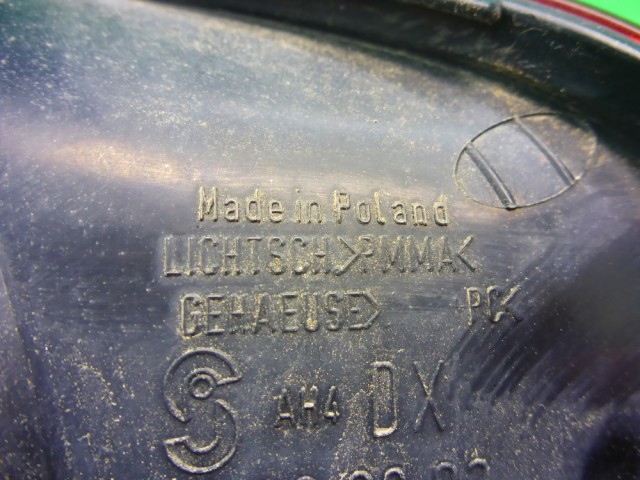 Made in Poland
LICHTSCH.>PMMA<
GEHAEUSE> PC<
S AH4 DX